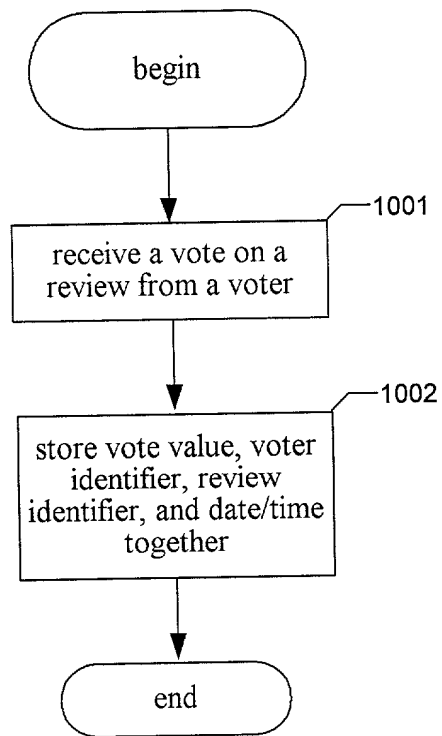 begin
1001
receive a vote on a
review from a voter
1002
store vote value, voter
identifier, review
identifier, and date/time
together
end